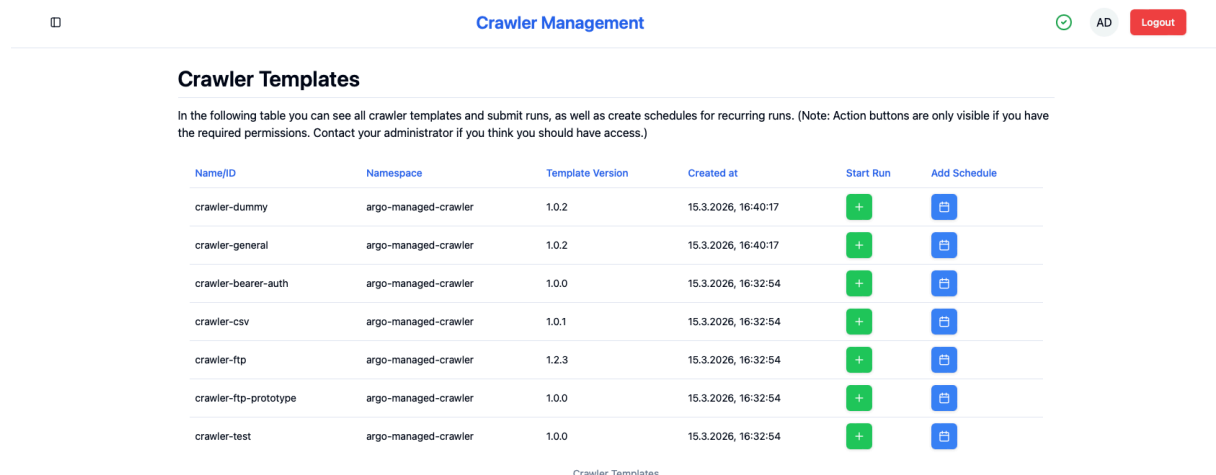 Crawler Management
AD
Logout
Crawler Templates
In the following table you can see all crawler templates and submit runs, as well as create schedules for recurring runs. (Note: Action buttons are only visible if you have
the required permissions. Contact your administrator if you think you should have access.)
Name/ID Namespace Template Version Created at Start Run Add Schedule
crawler-dummy argo-managed-crawler 1.0.2 15.3.2026, 16:40:17
crawler-general argo-managed-crawler 1.0.2 15.3.2026, 16:40:17
crawler-bearer-auth argo-managed-crawler 1.0.0 15.3.2026, 16:32:54
crawler-csv argo-managed-crawler 1.0.1 15.3.2026, 16:32:54
crawler-ftp argo-managed-crawler 1.2.3 15.3.2026, 16:32:54
crawler-ftp-prototype argo-managed-crawler 1.0.0 15.3.2026, 16:32:54
crawler-test argo-managed-crawler 1.0.0 15.3.2026, 16:32:54
Crawler Templates